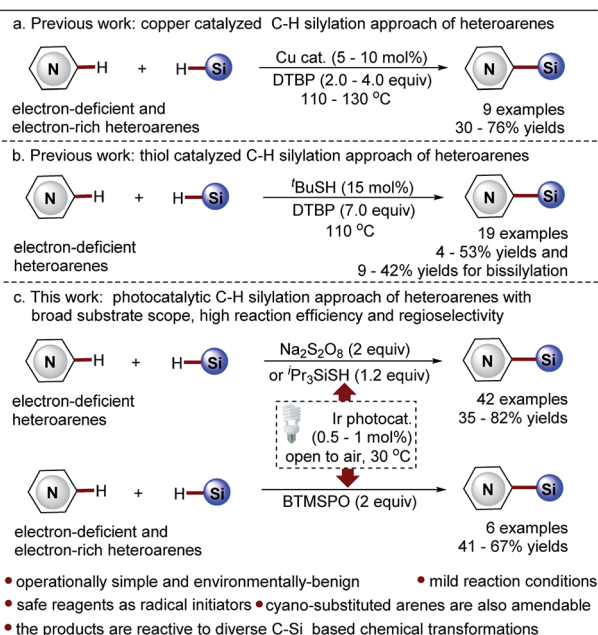 a. Previous work: copper catalyzed C-H silylation approach of heteroarenes
N H + H Si
Cu cat. (5 - 10 mol%)
DTBP (2.0 - 4.0 equiv)
110 - 130 °C
N Si
electron-deficient and
electron-rich heteroarenes
9 examples
30 - 76% yields
b. Previous work: thiol catalyzed C-H silylation approach of heteroarenes
N H + H Si
ᵗBuSH (15 mol%)
DTBP (7.0 equiv)
110 °C
N Si
electron-deficient
heteroarenes
19 examples
4 - 53% yields and
9 - 42% yields for bissilylation
c. This work: photocatalytic C-H silylation approach of heteroarenes with
broad substrate scope, high reaction efficiency and regioselectivity
N H + H Si
Na₂S₂O₈ (2 equiv)
or ⁱPr₃SiSH (1.2 equiv)
N Si
electron-deficient
heteroarenes
42 examples
35 - 82% yields
Ir photocat.
(0.5 - 1 mol%)
open to air, 30 °C
N H + H Si
BTMSPO (2 equiv)
N Si
electron-deficient and
electron-rich heteroarenes
6 examples
41 - 67% yields
• operationally simple and environmentally-benign • mild reaction conditions
• safe reagents as radical initiators • cyano-substituted arenes are also amendable
• the products are reactive to diverse C-Si based chemical transformations